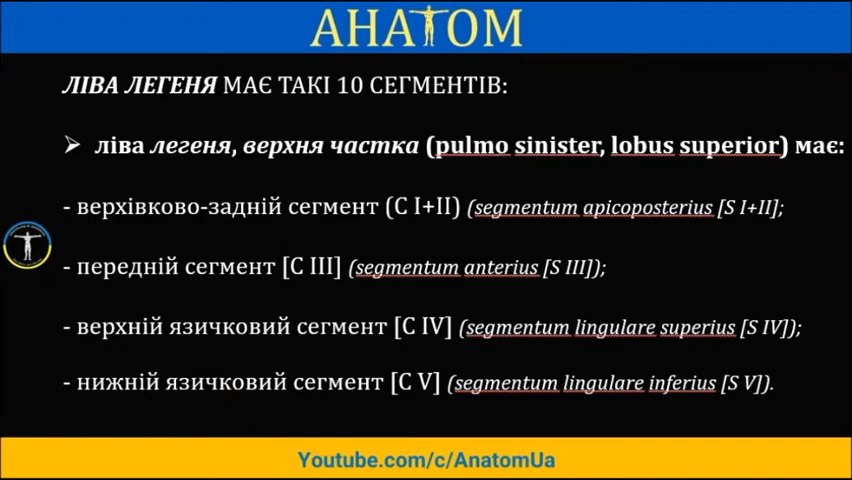 АНАТОМ
ЛІВА ЛЕГЕНЯ МАЄ ТАКІ 10 СЕГМЕНТІВ:
➢ ліва легеня, верхня частка (pulmo sinister, lobus superior) має:
- верхівково-задній сегмент (С I+II) (segmentum apicoposterius [S I+II];
- передній сегмент [С III] (segmentum anterius [S III]);
- верхній язичковий сегмент [С IV] (segmentum lingulare superius [S IV]);
- нижній язичковий сегмент [С V] (segmentum lingulare inferius [S V]).
Youtube.com/c/AnatomUa